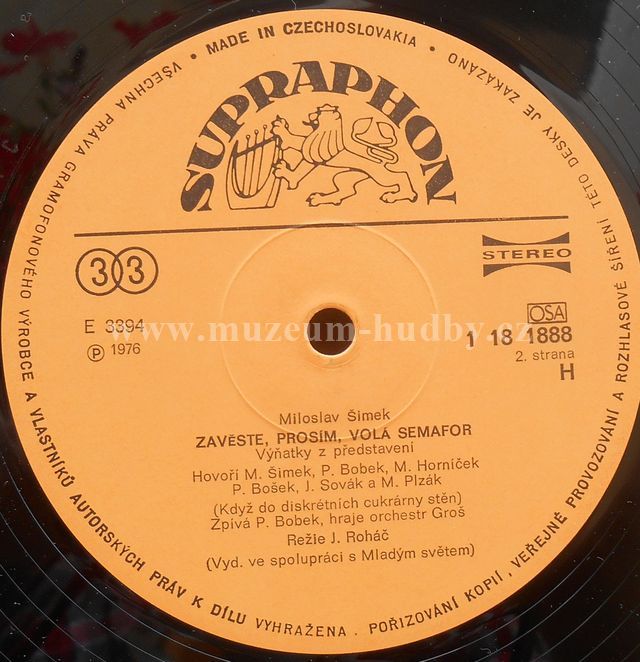 VŠECHNA PRÁVA GRAMOFONOVÉHO VÝROBCE A VLASTNÍKŮ AUTORSKÝCH PRÁV K DÍLU VYHRAŽENA . POŘIZOVÁNÍ KOPIÍ , VEŘEJNÉ PROVOZOVÁNÍ A ROZHLASOVÉ ŠÍŘENÍ TÉTO DESKY JE ZAKÁZÁNO
• MADE IN CZECHOSLOVAKIA •
SUPRAPHON
33
STEREO
E 3394
℗ 1976
OSA
1 18 1888
2. strana
H
www.muzeum-hudby.cz
Miloslav Šimek
ZAVĚSTE, PROSÍM, VOLÁ SEMAFOR
Výňatky z představení
Hovoří M. Šimek, P. Bobek, M. Horníček
P. Bošek, J. Sovák a M. Plzák
(Když do diskrétních cukrárny stěn)
Zpívá P. Bobek, hraje orchestr Groš
Režie J. Roháč
(Vyd. ve spolupráci s Mladým světem)